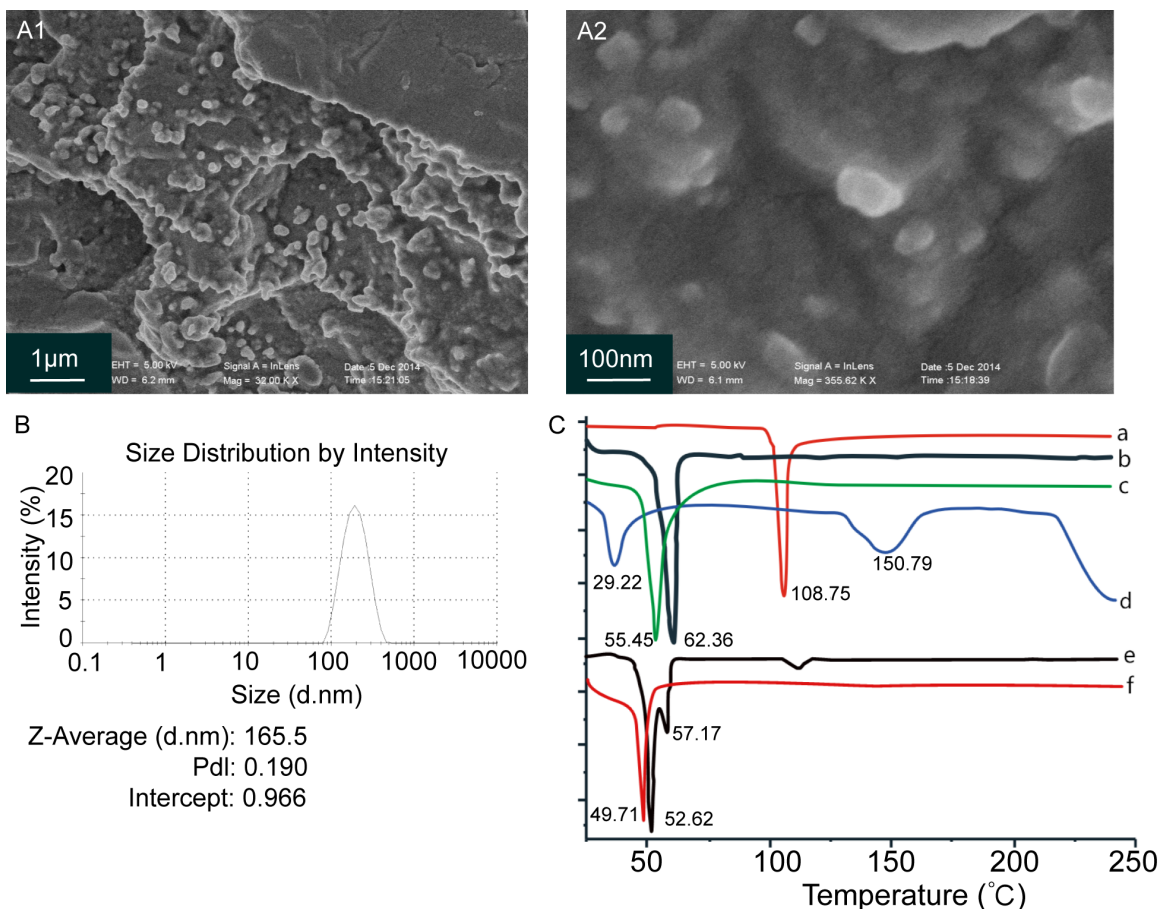 A1
1µm
EHT = 5.00 kV
WD = 6.2 mm
Signal A = InLens
Mag = 32.00 K X
Date :5 Dec 2014
Time :15:21:05
A2
100nm
EHT = 5.00 kV
WD = 6.1 mm
Signal A = InLens
Mag = 355.62 K X
Date :5 Dec 2014
Time :15:18:39
B
Size Distribution by Intensity
Intensity (%)
20
15
10
5
0
0.1 1 10 100 1000 10000
Size (d.nm)
Z-Average (d.nm): 165.5
PdI: 0.190
Intercept: 0.966
C
a
b
c
29.22
150.79
108.75
d
55.45
62.36
e
f
57.17
49.71
52.62
50 100 150 200 250
Temperature (°C)